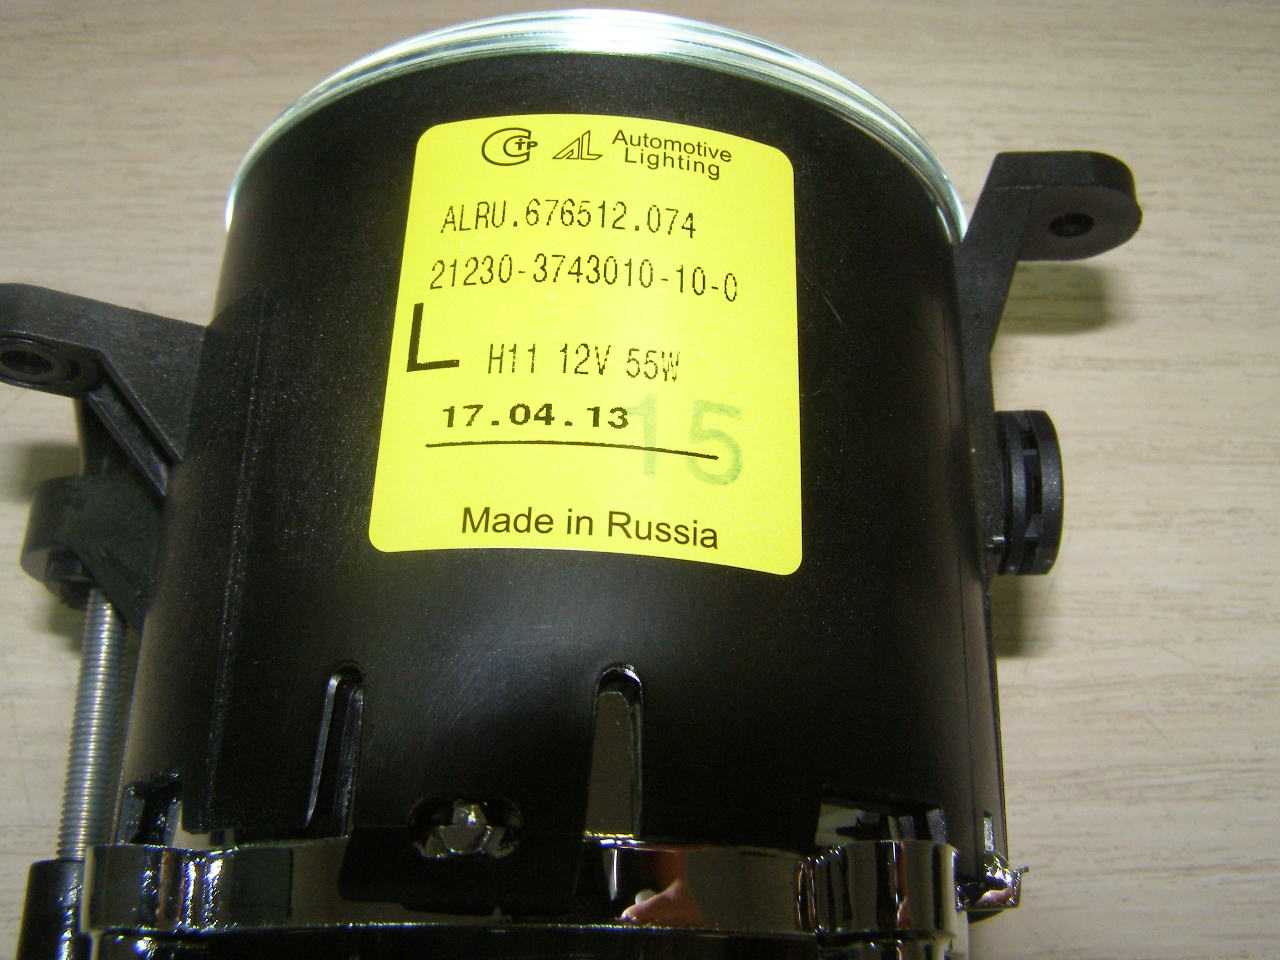 AL Automotive
Lighting
ALRU.676512.074
21230-3743010-10-0
L H11 12V 55W
17.04.13
15
Made in Russia